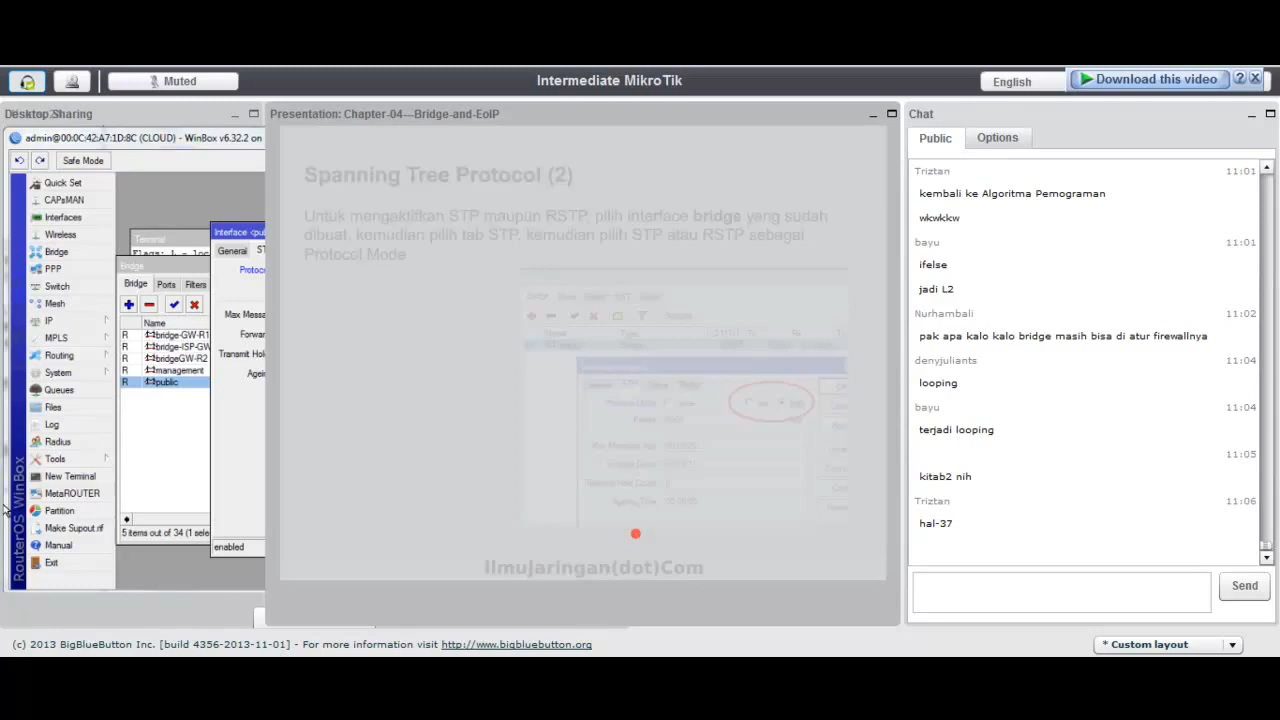 Muted
Intermediate MikroTik
English
Download this video
?
Presentation: Chapter-04---Bridge-and-EoIP
Chat
admin@00:0C:42:A7:1D:8C (CLOUD) - WinBox v6.32.2 on
Safe Mode
Quick Set
CAPsMAN
Interfaces
Wireless
Bridge
PPP
Switch
Mesh
IP
MPLS
Routing
System
Queues
Files
Log
Radius
Tools
New Terminal
MetaROUTER
Partition
Make Supout.rif
Manual
Exit
RouterOS WinBox
Terminal
Bridge
Bridge Ports Filters
Name
R bridge-GW-R1
R bridge-ISP-GW
R bridgeGW-R2
R management
R public
5 items out of 34 (1 sele
Interface <pu
General ST
Protoc
Max Messa
Forwar
Transmit Hol
Agein
enabled
Spanning Tree Protocol (2)
Untuk mengaktifkan STP maupun RSTP, pilih interface bridge yang sudah
dibuat, kemudian pilih tab STP, kemudian pilih STP atau RSTP sebagai
Protocol Mode
IlmuJaringan(dot)Com
Public Options
Triztan 11:01
kembali ke Algoritma Pemograman
wkwkkw
bayu 11:01
ifelse
jadi L2
Nurhambali 11:02
pak apa kalo kalo bridge masih bisa di atur firewallnya
denyjuliants 11:04
looping
bayu 11:04
terjadi looping
11:05
kitab2 nih
Triztan 11:06
hal-37
Send
(c) 2013 BigBlueButton Inc. [build 4356-2013-11-01] - For more information visit http://www.bigbluebutton.org
* Custom layout